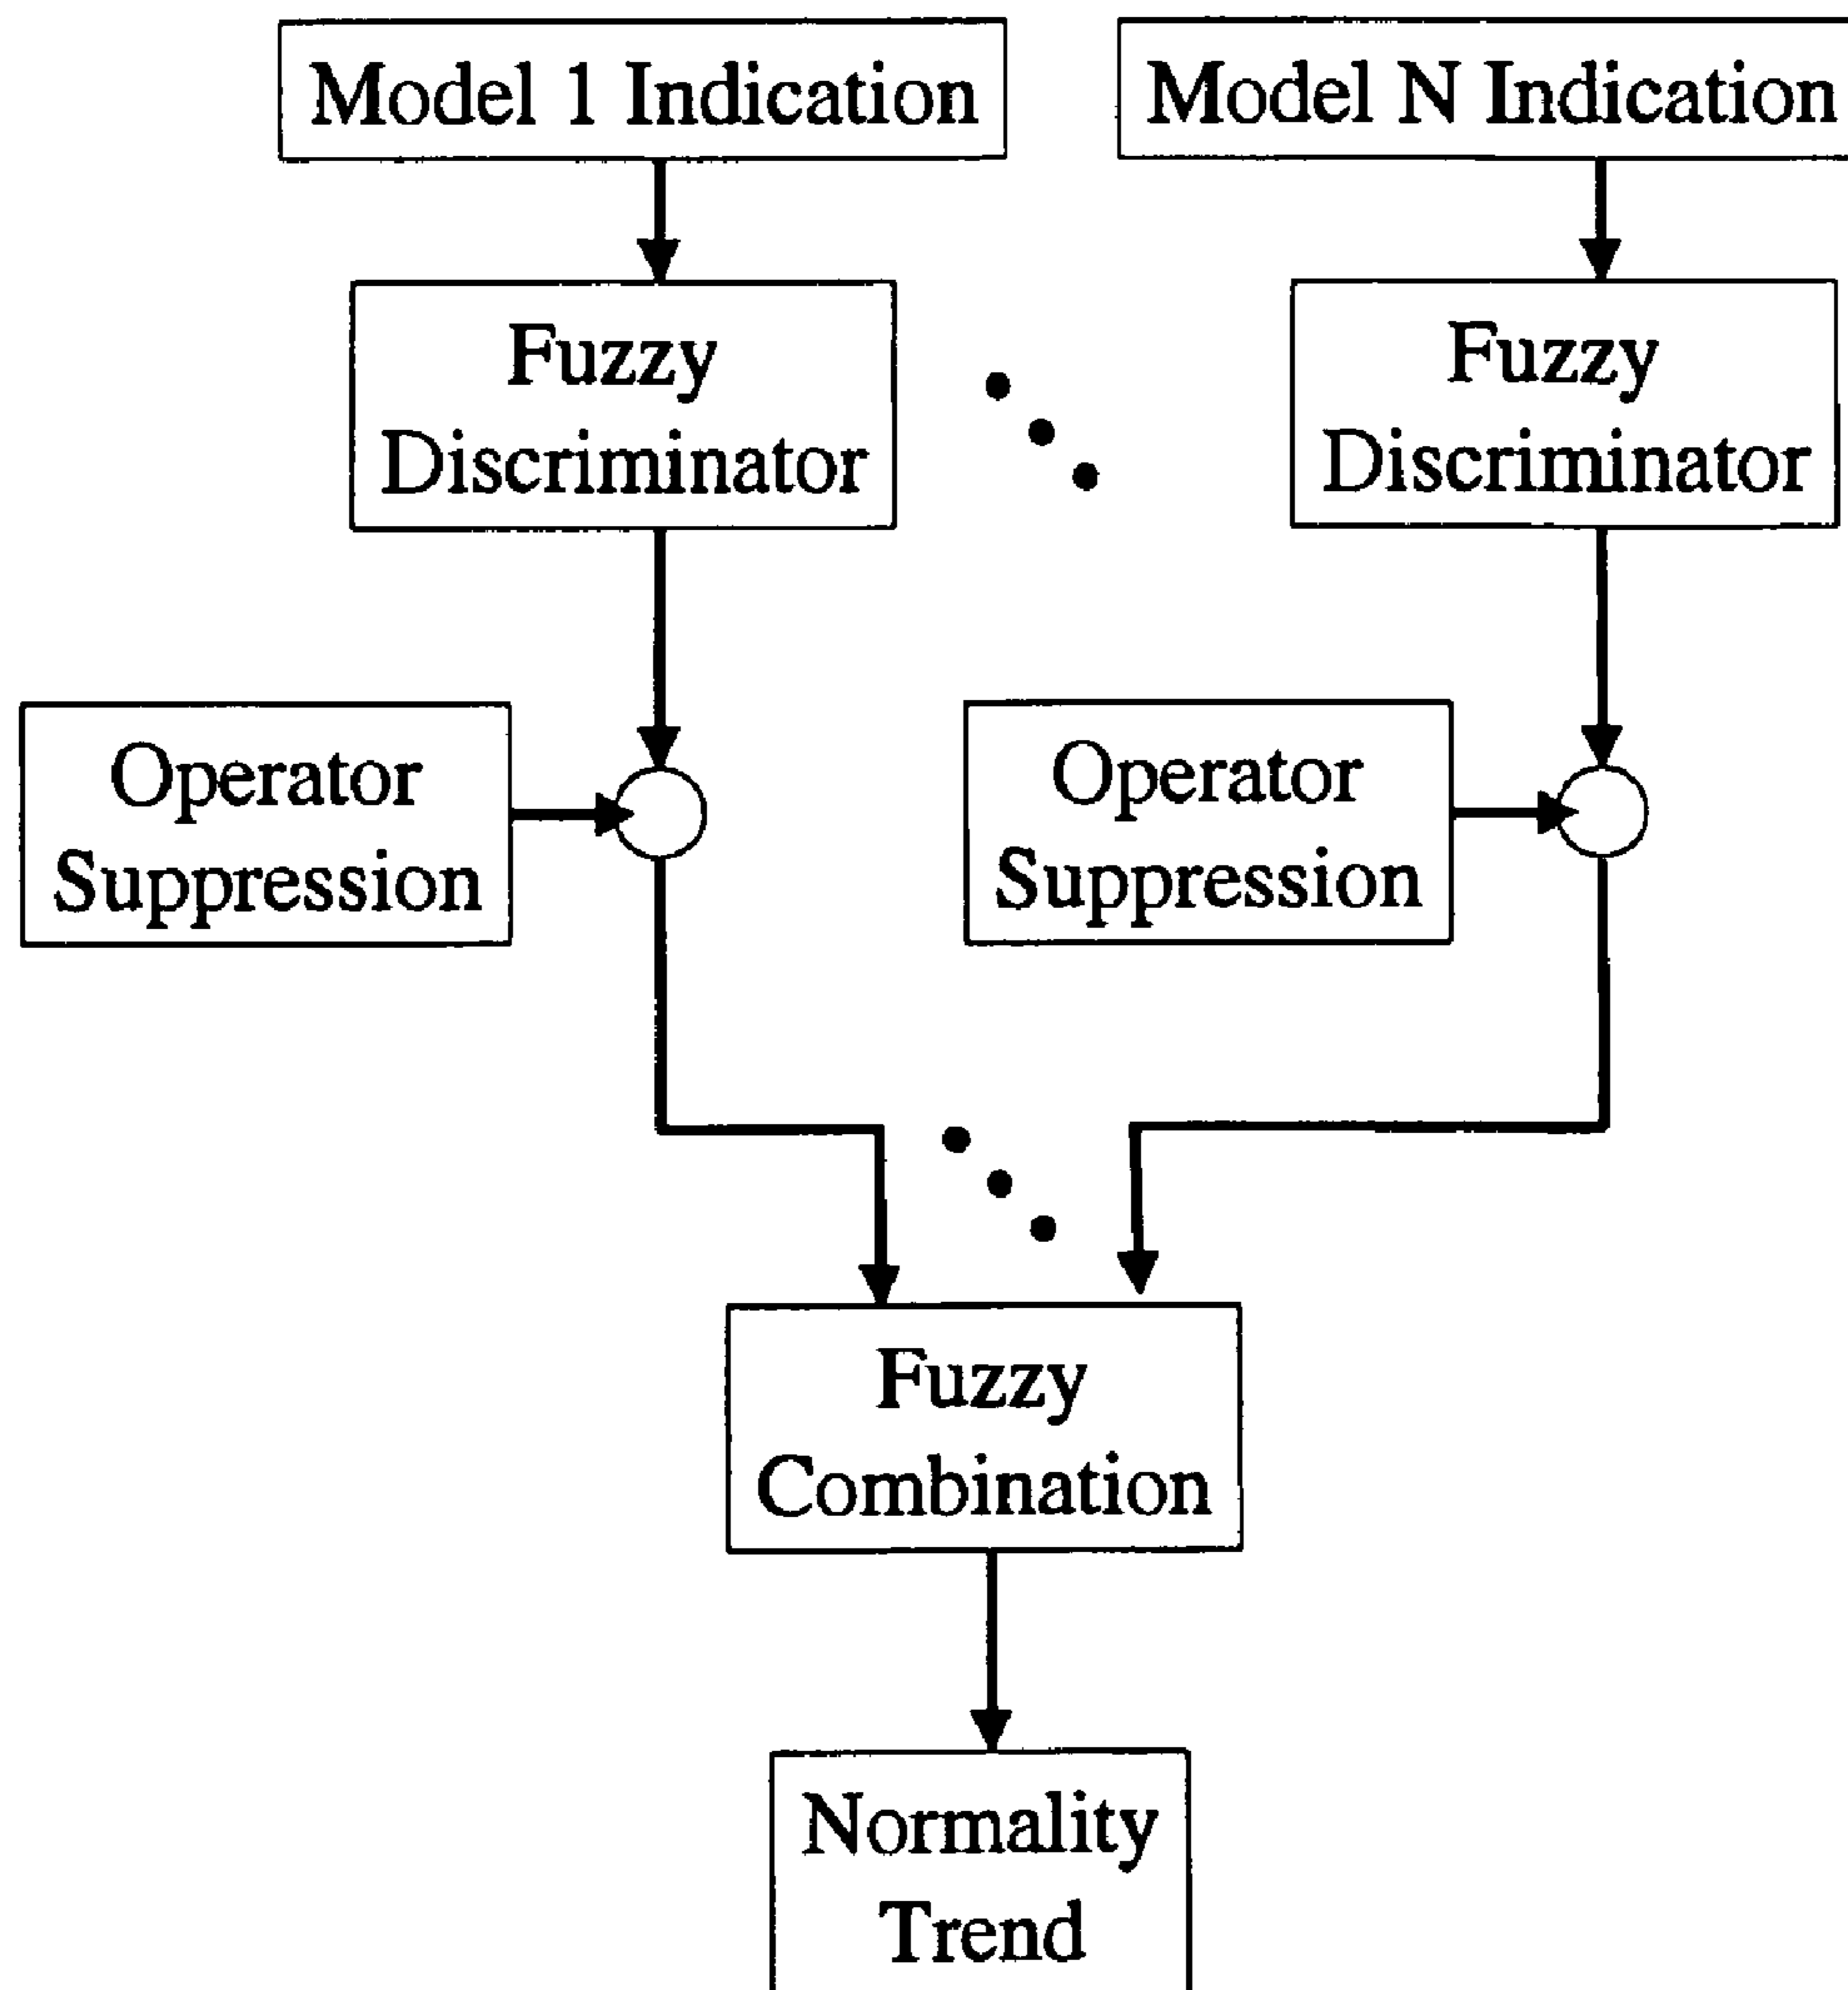 Model 1 Indication
Model N Indication
Fuzzy
Discriminator
Fuzzy
Discriminator
Operator
Suppression
Operator
Suppression
Fuzzy
Combination
Normality
Trend